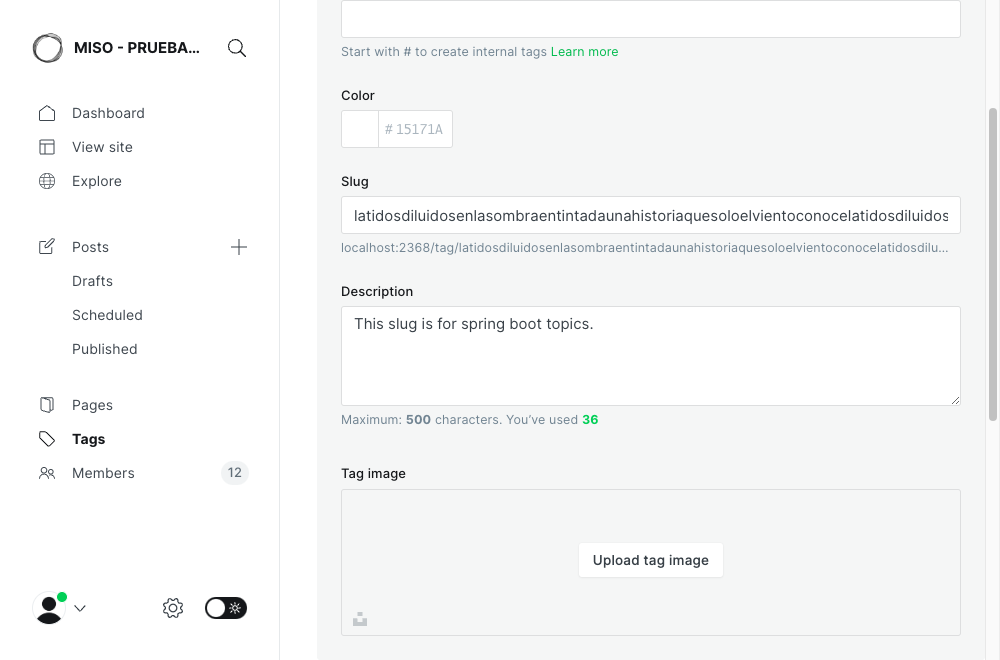 MISO - PRUEBA...
Dashboard
View site
Explore
Posts
Drafts
Scheduled
Published
Pages
Tags
Members 12
Start with # to create internal tags Learn more
Color
# 15171A
Slug
latidosdiluidosenlasombraentintadaunahistoriaquesoloelvientoconocelatidosdiluidos
localhost:2368/tag/latidosdiluidosenlasombraentintadaunahistoriaquesoloelvientoconocelatidosdilu...
Description
This slug is for spring boot topics.
Maximum: 500 characters. You've used 36
Tag image
Upload tag image